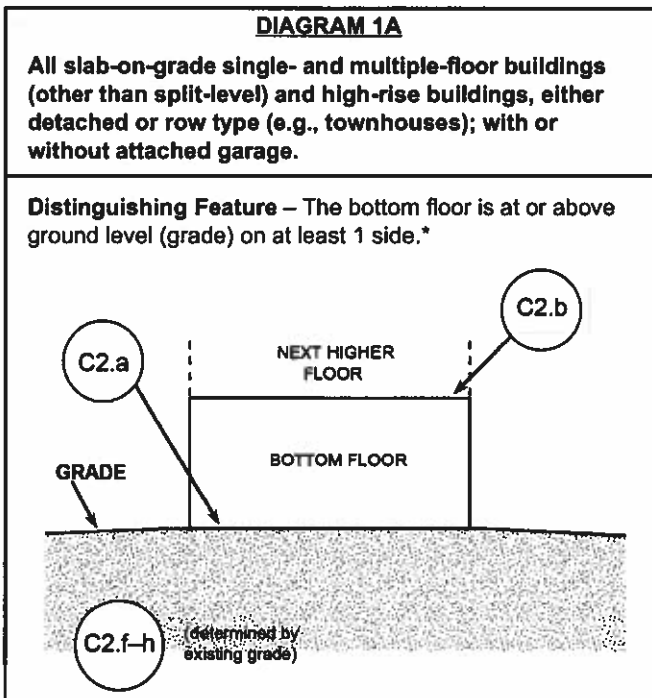 DIAGRAM 1A
All slab-on-grade single- and multiple-floor buildings
(other than split-level) and high-rise buildings, either
detached or row type (e.g., townhouses); with or
without attached garage.
Distinguishing Feature – The bottom floor is at or above
ground level (grade) on at least 1 side.*
C2.b
C2.a
NEXT HIGHER
FLOOR
BOTTOM FLOOR
GRADE
C2.f–h
(determined by
existing grade)